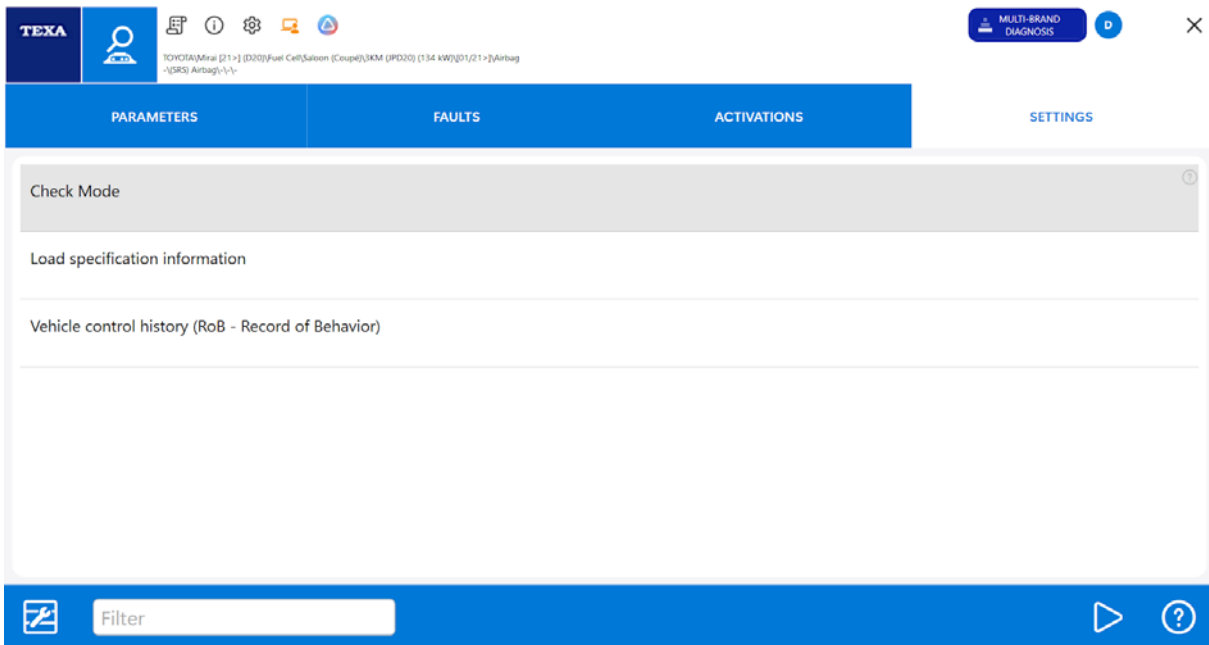 TEXA
TOYOTA\Mirai [21>] (D20)\Fuel Cell\Saloon (Coupé)\3KM (JPD20) (134 kW)\[01/21>]\Airbag
-\(SRS) Airbag\-\-\-
MULTI-BRAND
DIAGNOSIS
D
PARAMETERS
FAULTS
ACTIVATIONS
SETTINGS
Check Mode
Load specification information
Vehicle control history (RoB - Record of Behavior)
Filter